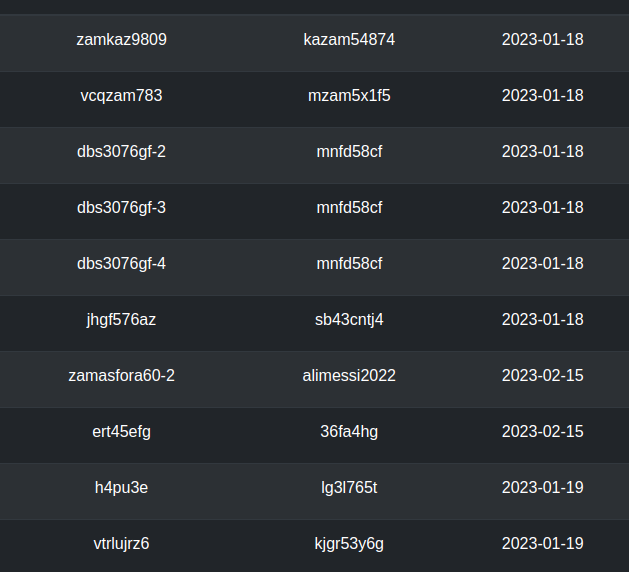 zamkaz9809 kazam54874 2023-01-18
vcqzam783 mzam5x1f5 2023-01-18
dbs3076gf-2 mnfd58cf 2023-01-18
dbs3076gf-3 mnfd58cf 2023-01-18
dbs3076gf-4 mnfd58cf 2023-01-18
jhgf576az sb43cntj4 2023-01-18
zamasfora60-2 alimessi2022 2023-02-15
ert45efg 36fa4hg 2023-02-15
h4pu3e lg3l765t 2023-01-19
vtrlujrz6 kjgr53y6g 2023-01-19